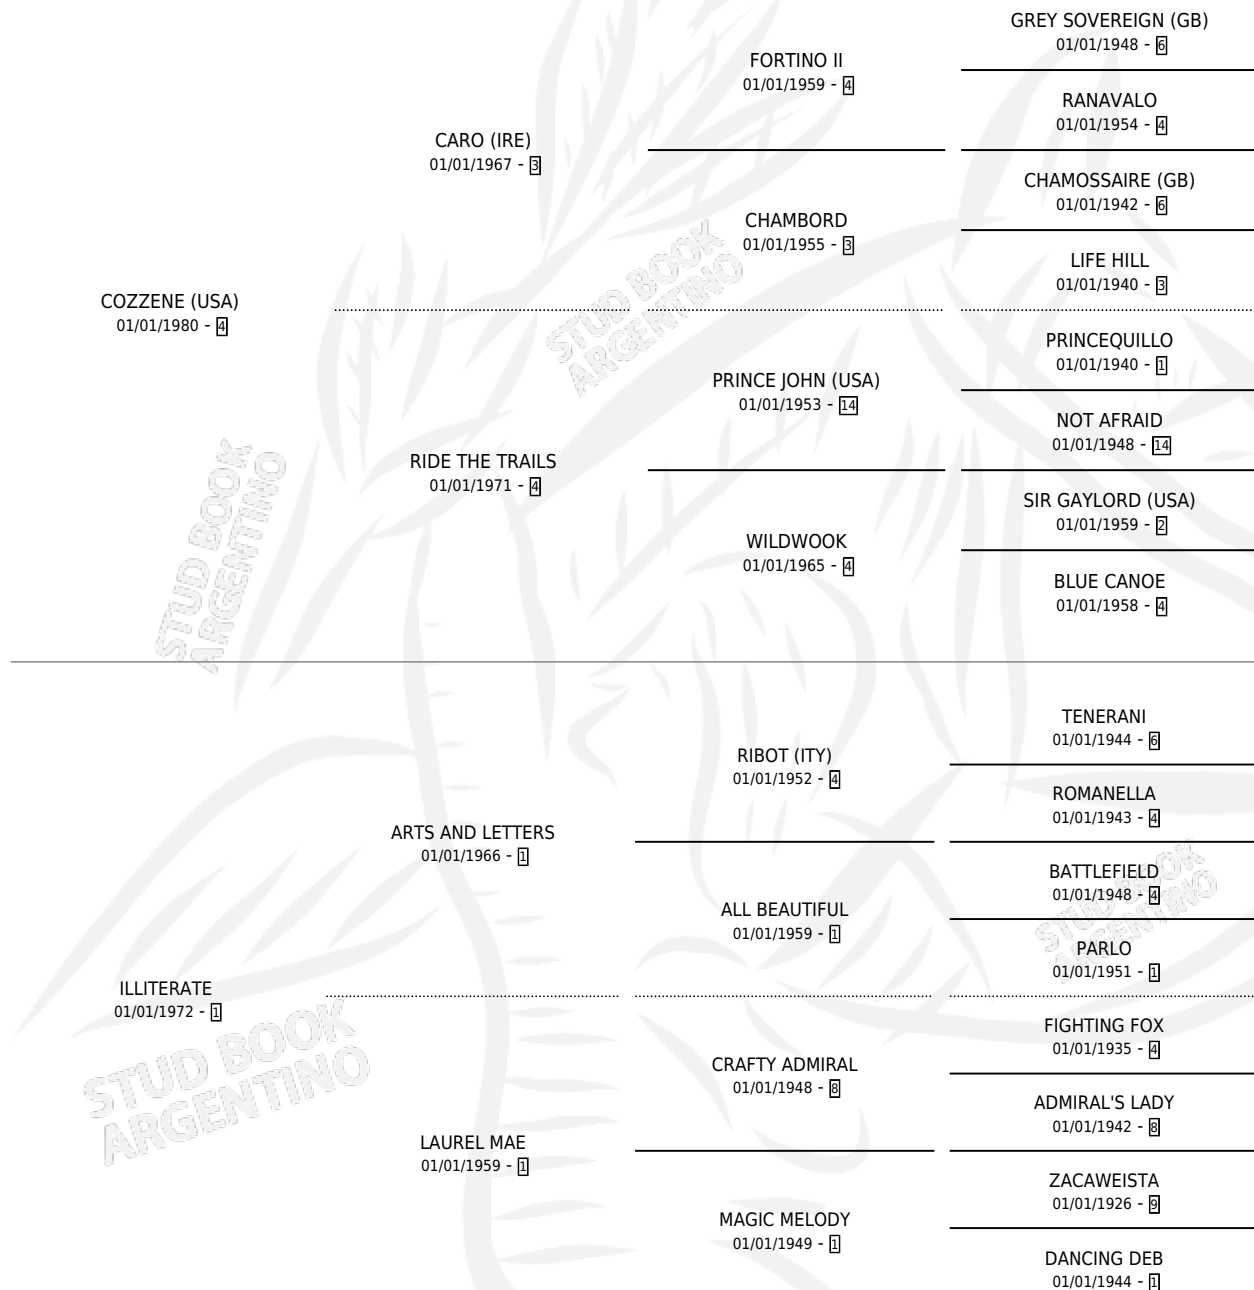 GREY SOVEREIGN (GB)
01/01/1948 - 6
FORTINO II
01/01/1959 - 4
RANAVALO
01/01/1954 - 4
CARO (IRE)
01/01/1967 - 3
CHAMOSSAIRE (GB)
01/01/1942 - 6
CHAMBORD
01/01/1955 - 3
LIFE HILL
01/01/1940 - 3
COZZENE (USA)
01/01/1980 - 4
PRINCEQUILLO
01/01/1940 - 1
PRINCE JOHN (USA)
01/01/1953 - 14
NOT AFRAID
01/01/1948 - 14
RIDE THE TRAILS
01/01/1971 - 4
SIR GAYLORD (USA)
01/01/1959 - 2
WILDWOOK
01/01/1965 - 4
BLUE CANOE
01/01/1958 - 4
TENERANI
01/01/1944 - 6
RIBOT (ITY)
01/01/1952 - 4
ROMANELLA
01/01/1943 - 4
ARTS AND LETTERS
01/01/1966 - 1
BATTLEFIELD
01/01/1948 - 4
ALL BEAUTIFUL
01/01/1959 - 1
PARLO
01/01/1951 - 1
ILLITERATE
01/01/1972 - 1
FIGHTING FOX
01/01/1935 - 4
CRAFTY ADMIRAL
01/01/1948 - 8
ADMIRAL'S LADY
01/01/1942 - 8
LAUREL MAE
01/01/1959 - 1
ZACAWEISTA
01/01/1926 - 9
MAGIC MELODY
01/01/1949 - 1
DANCING DEB
01/01/1944 - 1
STUD BOOK
ARGENTINO
STUD BOOK
ARGENTINO
STUD BOOK
ARGENTINO
STUD BOOK
ARGENTINO